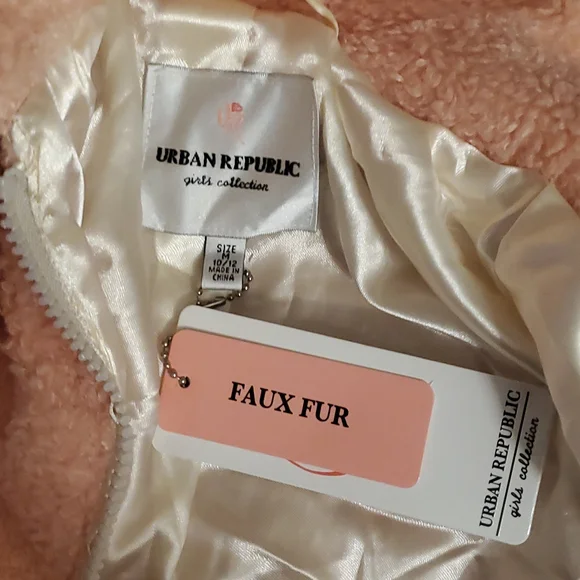 URBAN REPUBLIC
girls collection
SIZE
M
10/12
MADE IN
CHINA
FAUX FUR
URBAN REPUBLIC
girls collection